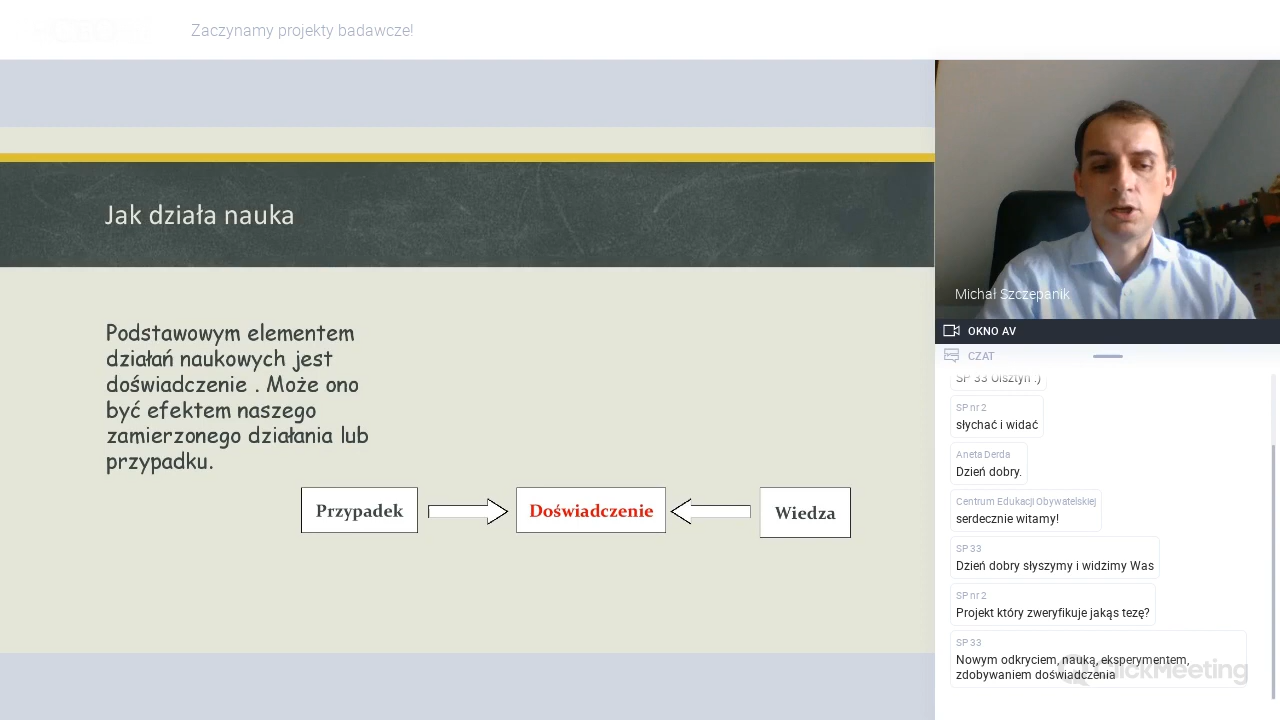 Zaczynamy projekty badawcze!
Jak działa nauka
Podstawowym elementem
działań naukowych jest
doświadczenie . Może ono
być efektem naszego
zamierzonego działania lub
przypadku.
Przypadek
Doświadczenie
Wiedza
Michał Szczepanik
OKNO AV
CZAT
SP 33 Olsztyn :)
SP nr 2
słychać i widać
Aneta Derda
Dzień dobry.
Centrum Edukacji Obywatelskiej
serdecznie witamy!
SP 33
Dzień dobry słyszymy i widzimy Was
SP nr 2
Projekt który zweryfikuje jakąs tezę?
SP 33
Nowym odkryciem, nauką, eksperymentem,
zdobywaniem doświadczenia
ClickMeeting